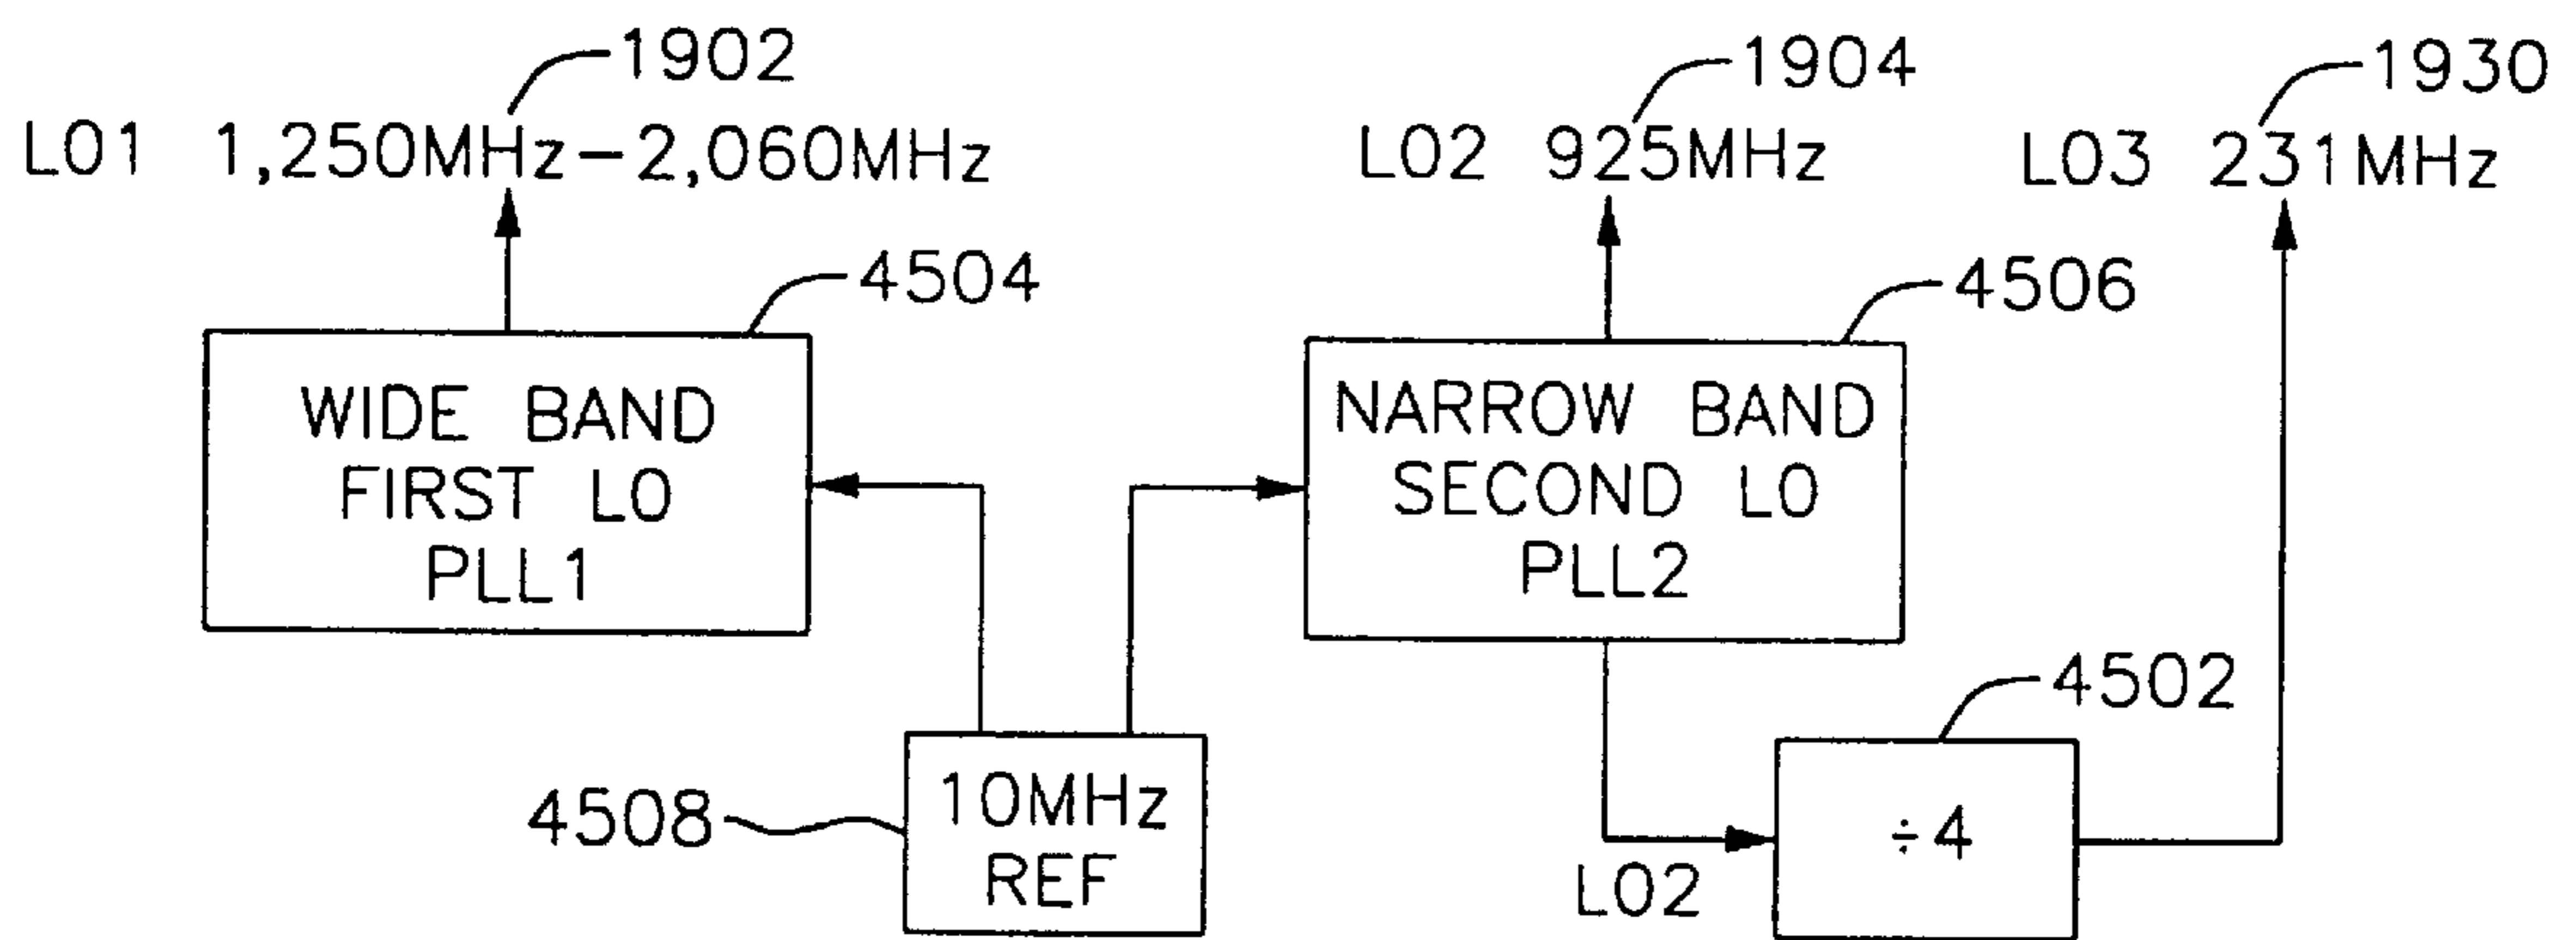 1902
1904
1930
LO1 1,250MHz-2,060MHz
LO2 925MHz
LO3 231MHz
4504
4506
WIDE BAND
FIRST LO
PLL1
NARROW BAND
SECOND LO
PLL2
4502
4508
10MHz
REF
÷4
LO2